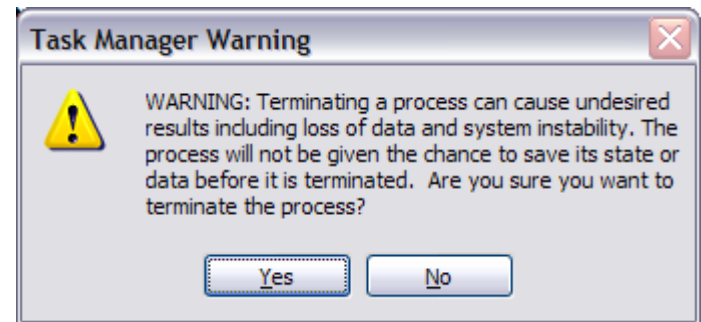 Task Manager Warning
WARNING: Terminating a process can cause undesired
results including loss of data and system instability. The
process will not be given the chance to save its state or
data before it is terminated.  Are you sure you want to
terminate the process?
Yes
No